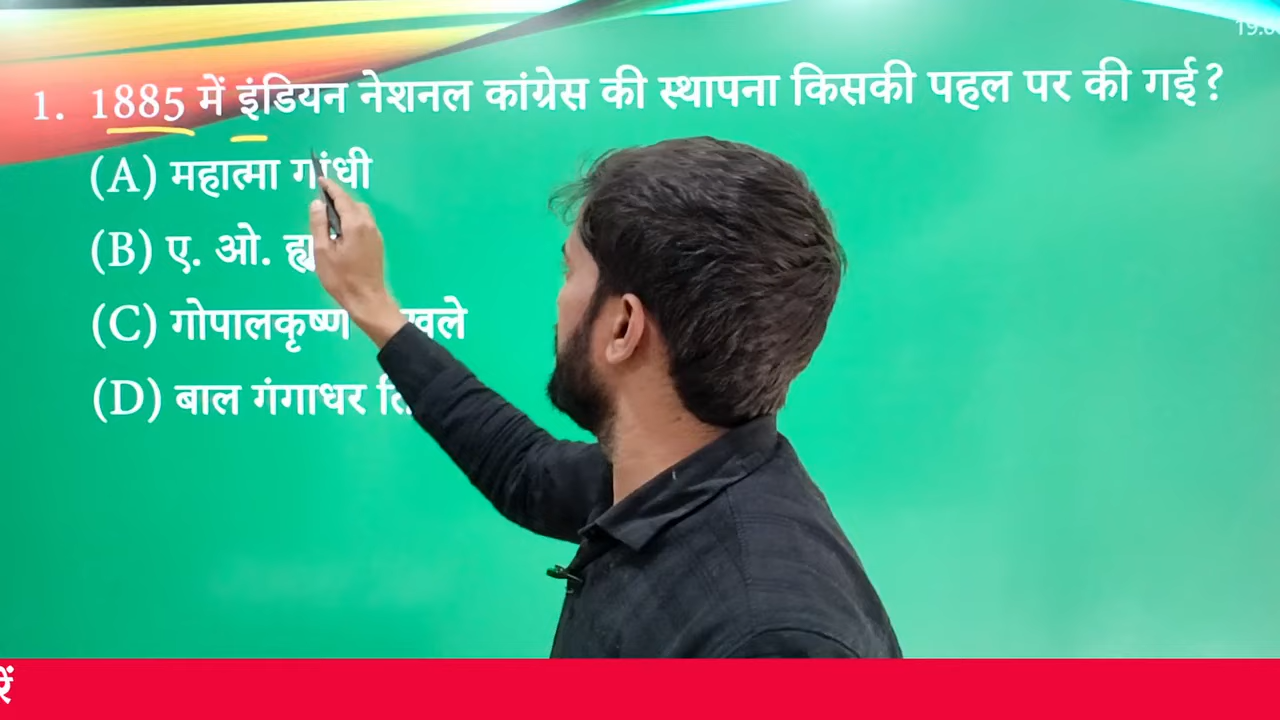 1. 1885 में इंडियन नेशनल कांग्रेस की स्थापना किसकी पहल पर की गई?
(A) महात्मा गांधी
(B) ए. ओ.
(C) गोपालकृष्ण
(D) बाल गंगाधर